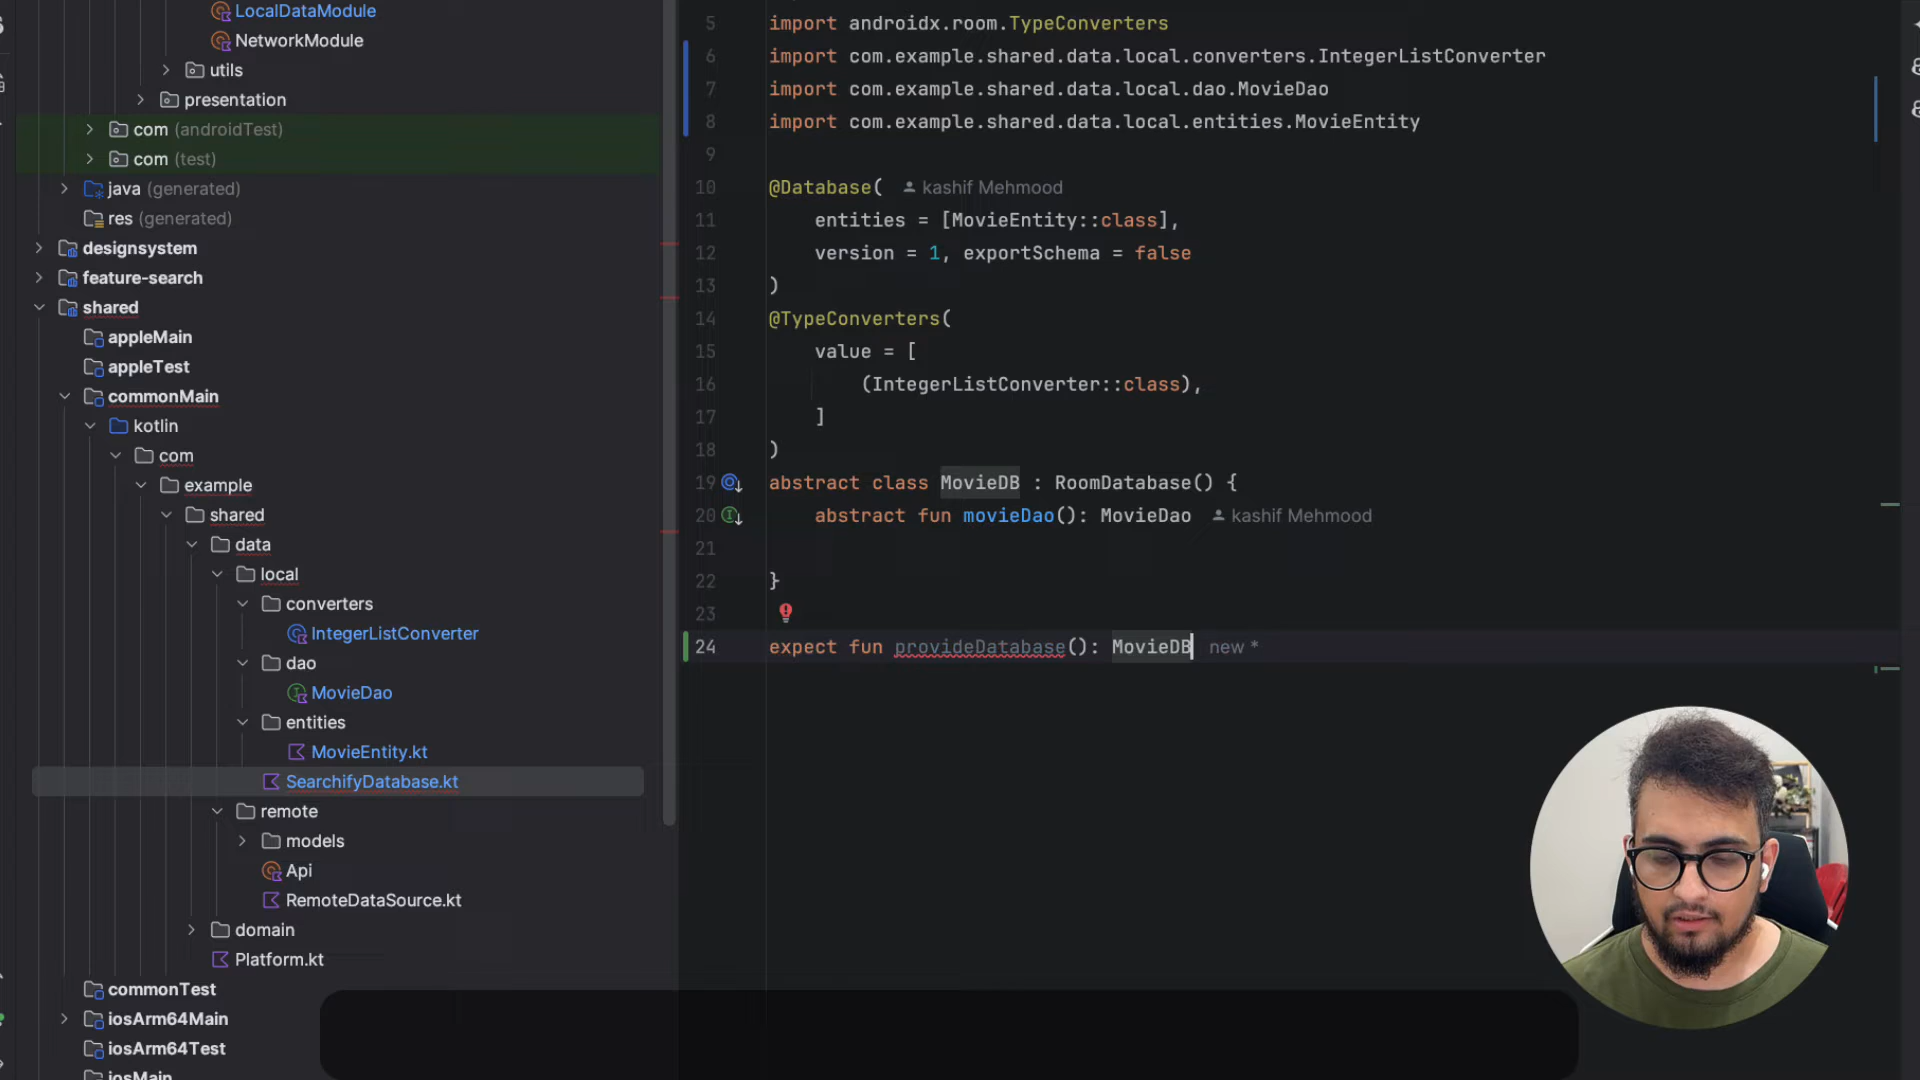 LocalDataModule
NetworkModule
utils
presentation
com (androidTest)
com (test)
java (generated)
res (generated)
designsystem
feature-search
shared
appleMain
appleTest
commonMain
kotlin
com
example
shared
data
local
converters
IntegerListConverter
dao
MovieDao
entities
MovieEntity.kt
SearchifyDatabase.kt
remote
models
Api
RemoteDataSource.kt
domain
Platform.kt
commonTest
iosArm64Main
iosArm64Test
iosMain
5 import androidx.room.TypeConverters
6 import com.example.shared.data.local.converters.IntegerListConverter
7 import com.example.shared.data.local.dao.MovieDao
8 import com.example.shared.data.local.entities.MovieEntity
9
10 @Database( kashif Mehmood
11 entities = [MovieEntity::class],
12 version = 1, exportSchema = false
13 )
14 @TypeConverters(
15 value = [
16 (IntegerListConverter::class),
17 ]
18 )
19 abstract class MovieDB : RoomDatabase() {
20 abstract fun movieDao(): MovieDao kashif Mehmood
21
22 }
23
24 expect fun provideDatabase(): MovieDB new *